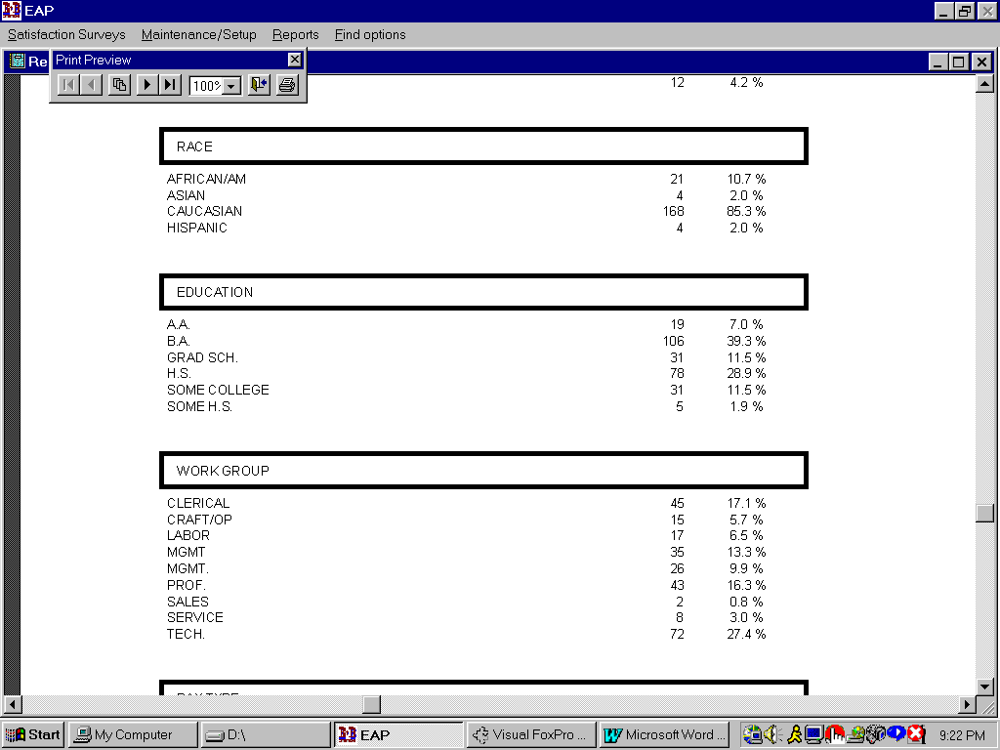 EAP
Satisfaction Surveys Maintenance/Setup Reports Find options
Re
Print Preview
100%
12 4.2 %
RACE
AFRICAN/AM 21 10.7 %
ASIAN 4 2.0 %
CAUCASIAN 168 85.3 %
HISPANIC 4 2.0 %
EDUCATION
A.A. 19 7.0 %
B.A. 106 39.3 %
GRAD SCH. 31 11.5 %
H.S. 78 28.9 %
SOME COLLEGE 31 11.5 %
SOME H.S. 5 1.9 %
WORK GROUP
CLERICAL 45 17.1 %
CRAFT/OP 15 5.7 %
LABOR 17 6.5 %
MGMT 35 13.3 %
MGMT. 26 9.9 %
PROF. 43 16.3 %
SALES 2 0.8 %
SERVICE 8 3.0 %
TECH. 72 27.4 %
PAY TYPE
Start My Computer D:\ EAP Visual FoxPro ... Microsoft Word ... 9:22 PM